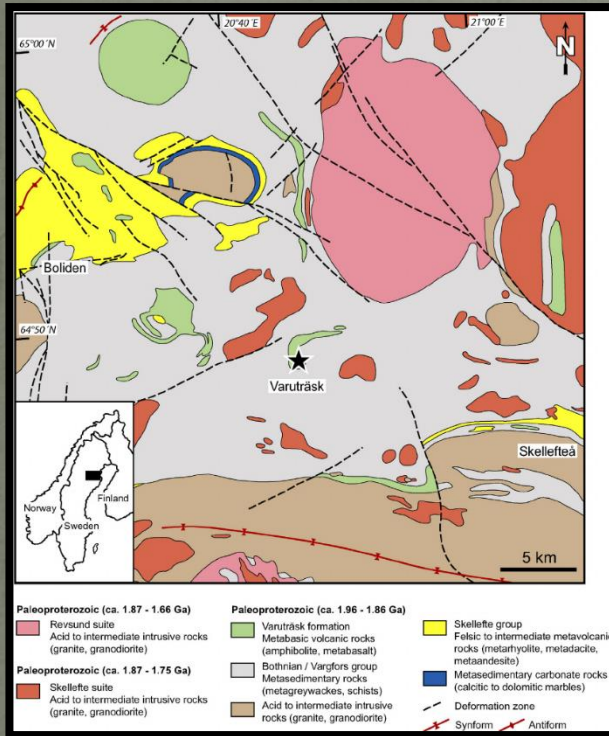 20°40´E
21°00´E
65°00´N
N
Boliden
64°50´N
Varuträsk
Skellefteå
Norway
Sweden
Finland
5 km
Paleoproterozoic (ca. 1.87 - 1.66 Ga)
Revsund suite
Acid to intermediate intrusive rocks
(granite, granodiorite)
Paleoproterozoic (ca. 1.87 - 1.75 Ga)
Skellefte suite
Acid to intermediate intrusive rocks
(granite, granodiorite)
Paleoproterozoic (ca. 1.96 - 1.86 Ga)
Varuträsk formation
Metabasic volcanic rocks
(amphibolite, metabasalt)
Bothnian / Vargfors group
Metasedimentary rocks
(metagreywackes, schists)
Acid to intermediate intrusive
rocks (granite, granodiorite)
Skellefte group
Felsic to intermediate metavolcanic
rocks (metarhyolite, metadacite,
metaandesite)
Metasedimentary carbonate rocks
(calcitic to dolomitic marbles)
Deformation zone
Synform
Antiform